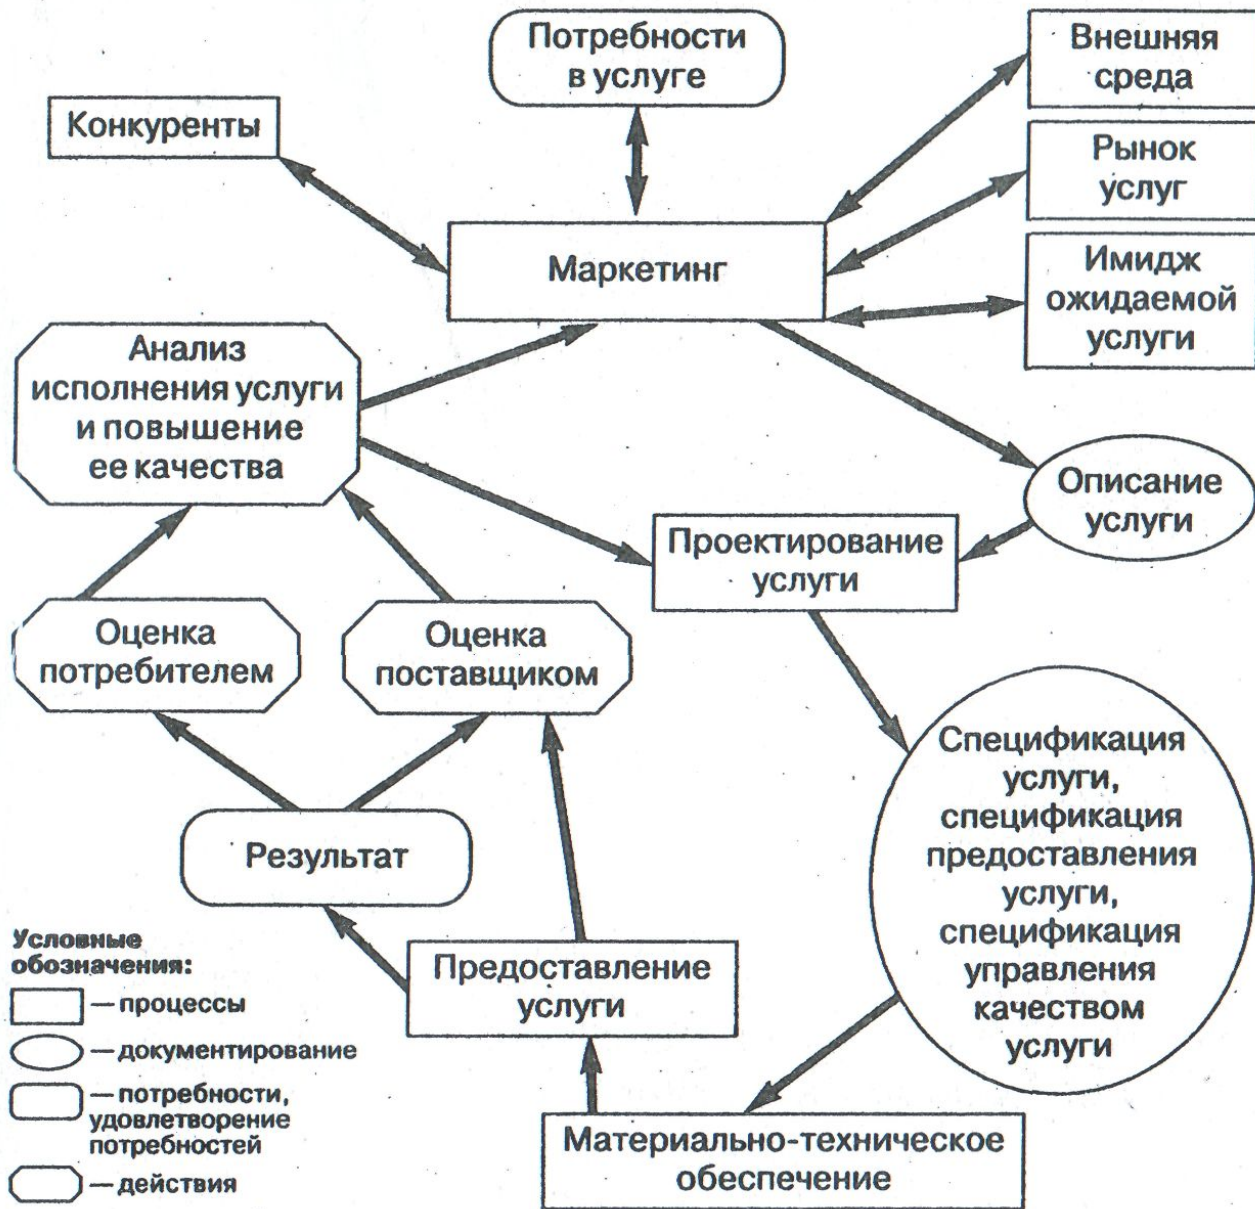 Потребности
в услуге
Внешняя
среда
Конкуренты
Рынок
услуг
Маркетинг
Имидж
ожидаемой
услуги
Анализ
исполнения услуги
и повышение
ее качества
Описание
услуги
Проектирование
услуги
Оценка
потребителем
Оценка
поставщиком
Спецификация
услуги,
спецификация
предоставления
услуги,
спецификация
управления
качеством
услуги
Результат
Предоставление
услуги
Материально-техническое
обеспечение
Условные
обозначения:
— процессы
— документирование
— потребности,
удовлетворение
потребностей
— действия